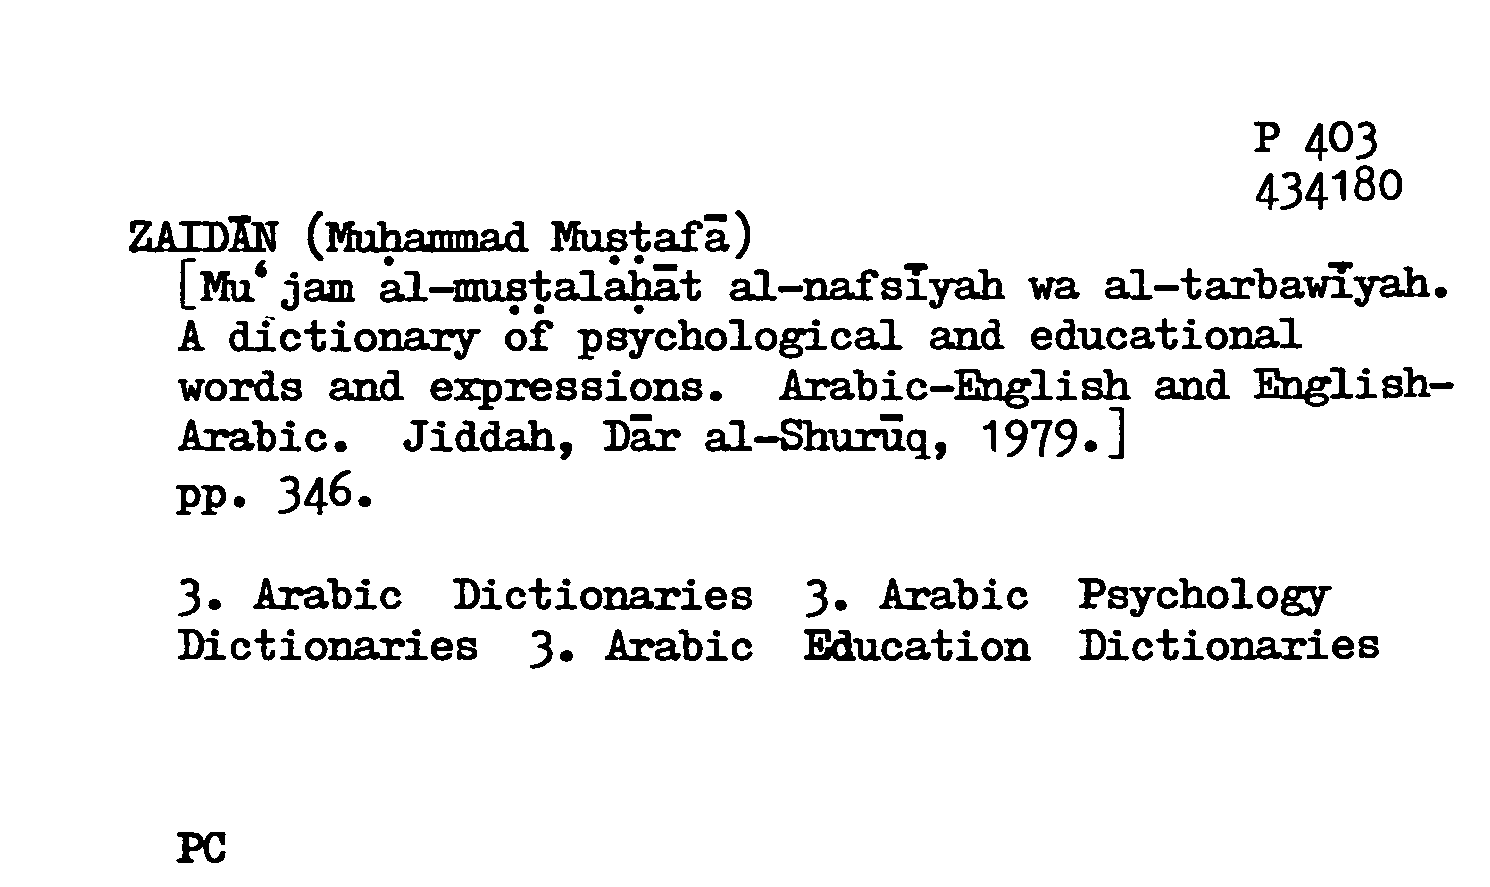 P 403
434180
ZAIDĀN (Muḥammad Muṣṭafā)
[Mu‘jam al-muṣṭalaḥāt al-nafsīyah wa al-tarbawīyah.
A dictionary of psychological and educational
words and expressions. Arabic-English and English-
Arabic. Jiddah, Dār al-Shurūq, 1979.]
pp. 346.
3. Arabic Dictionaries 3. Arabic Psychology
Dictionaries 3. Arabic Education Dictionaries
PC